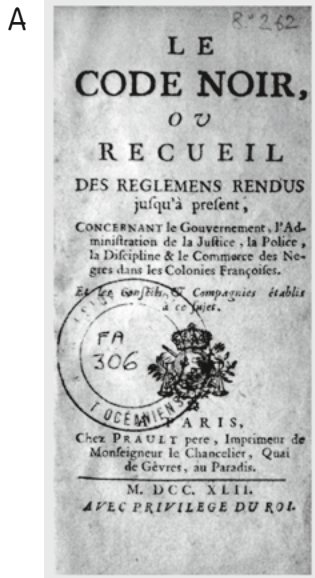 A
R° 262
LE
CODE NOIR,
OU
RECUEIL
DES REGLEMENS RENDUS
jusqu'à present,
CONCERNANT le Gouvernement, l'Ad-
ministration de la Justice, la Police,
la Discipline & le Commerce des Ne-
gres dans les Colonies Françoises.
Et les Conseils & Compagnies établis
à ce sujet.
FA
306
OCÉANIENS
PARIS,
Chez PRAULT pere, Imprimeur de
Monseigneur le Chancelier, Quai
de Gêvres, au Paradis.
M. DCC. XLII.
AVEC PRIVILEGE DU ROI.